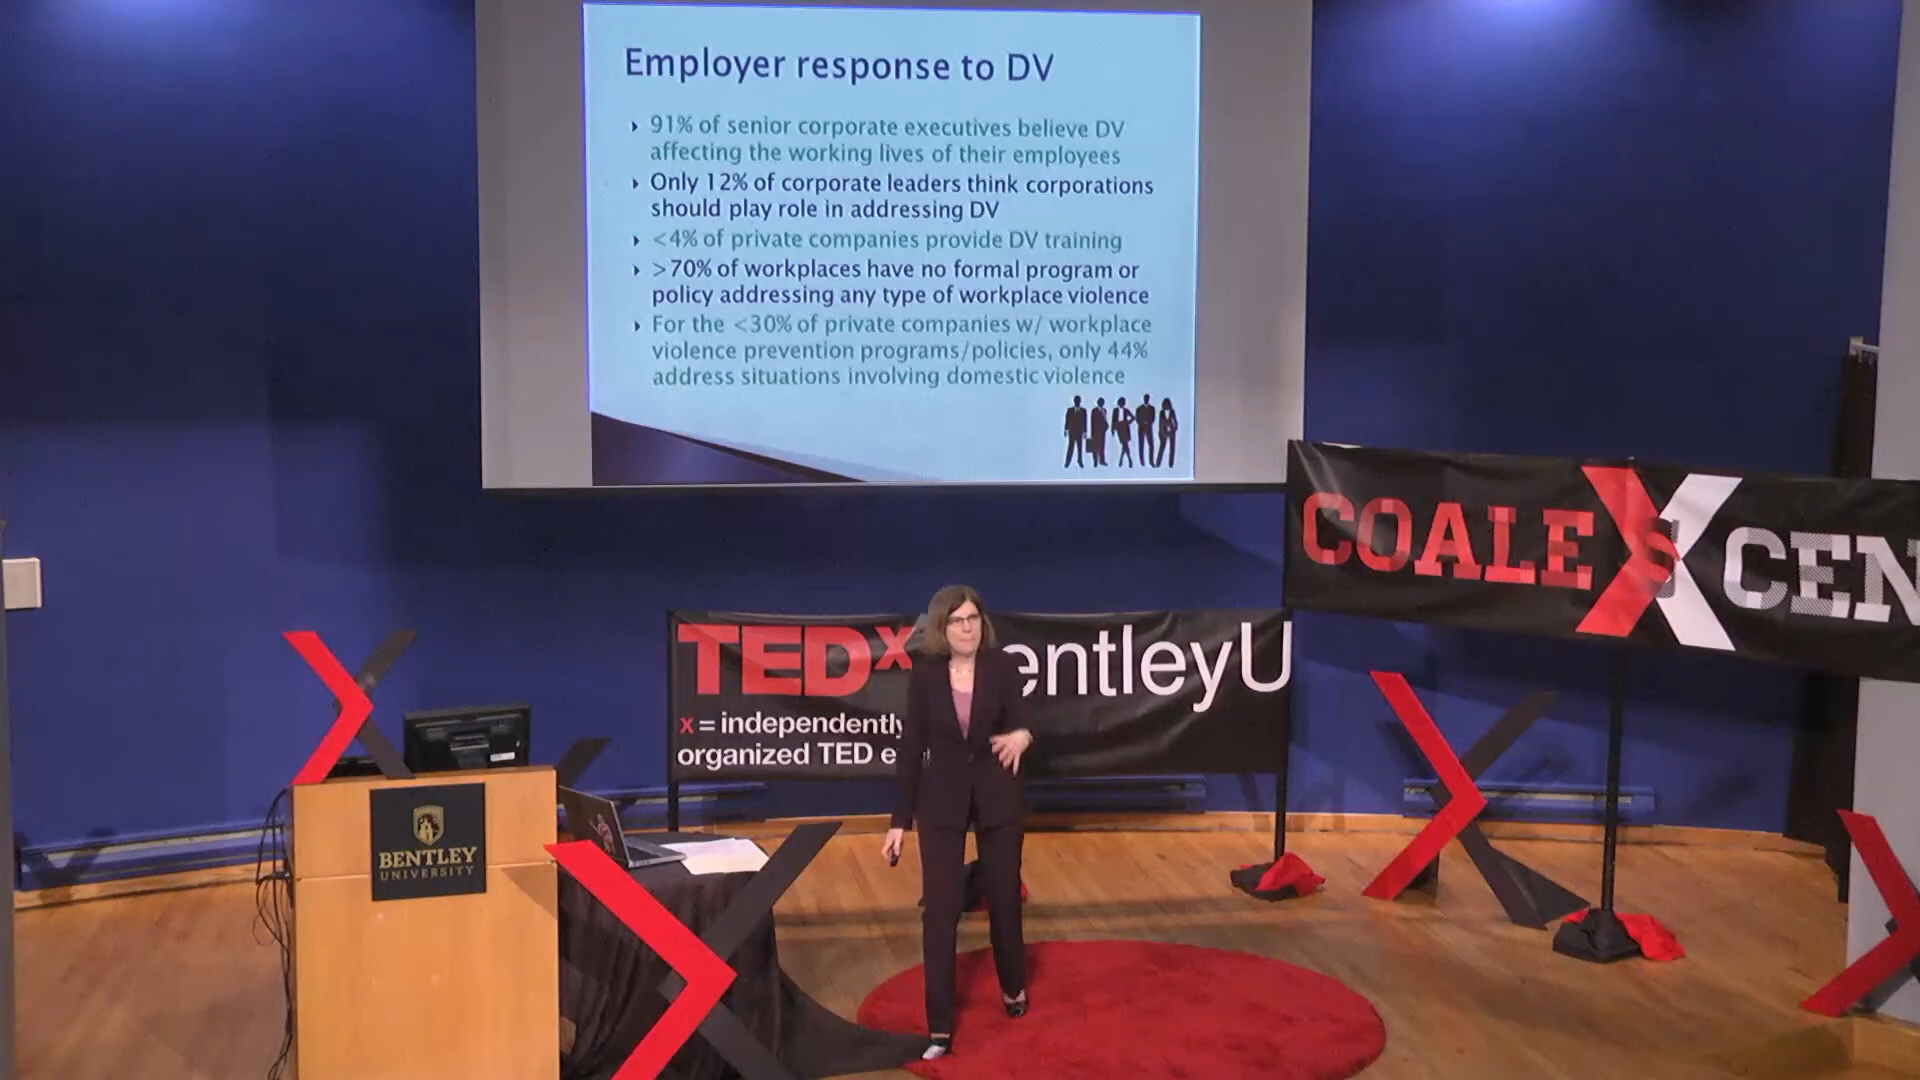 Employer response to DV
91% of senior corporate executives believe DV
affecting the working lives of their employees
Only 12% of corporate leaders think corporations
should play role in addressing DV
<4% of private companies provide DV training
>70% of workplaces have no formal program or
policy addressing any type of workplace violence
For the <30% of private companies w/ workplace
violence prevention programs/policies, only 44%
address situations involving domestic violence
COALESXCEN
TEDx entleyU
x = independently
organized TED e
BENTLEY
UNIVERSITY